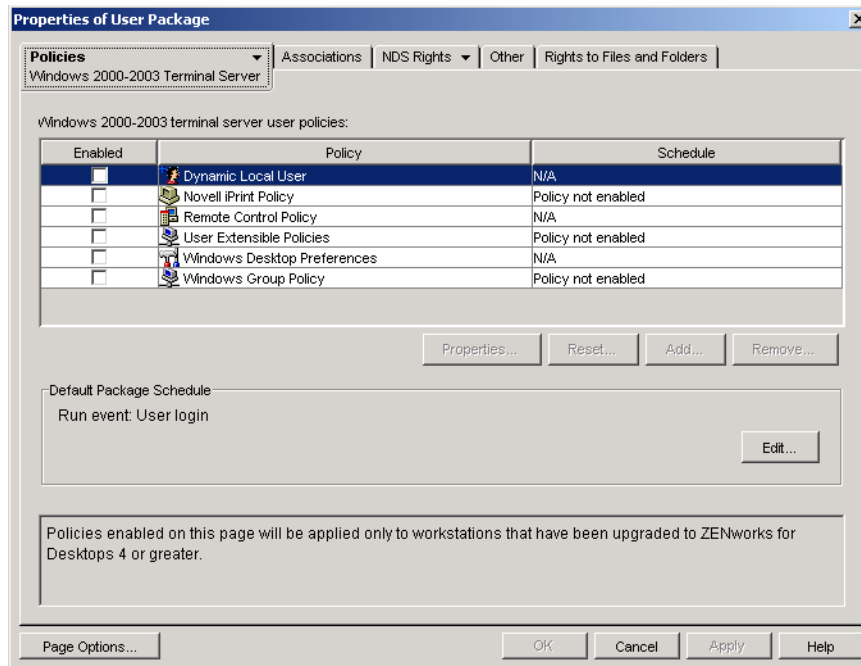 Properties of User Package
Policies
Windows 2000-2003 Terminal Server
Associations
NDS Rights
Other
Rights to Files and Folders
Windows 2000-2003 terminal server user policies:
Enabled Policy Schedule
Dynamic Local User N/A
Novell iPrint Policy Policy not enabled
Remote Control Policy N/A
User Extensible Policies Policy not enabled
Windows Desktop Preferences N/A
Windows Group Policy Policy not enabled
Properties... Reset... Add... Remove...
Default Package Schedule
Run event: User login
Edit...
Policies enabled on this page will be applied only to workstations that have been upgraded to ZENworks for
Desktops 4 or greater.
Page Options... OK Cancel Apply Help